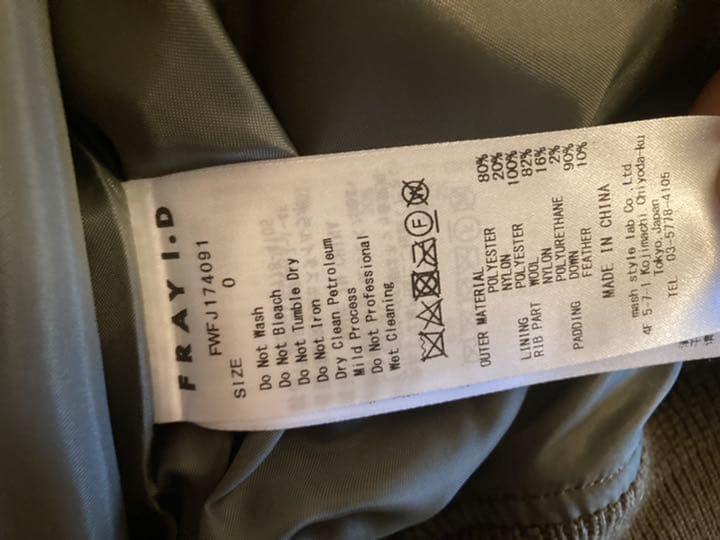 FRAY I.D
FWFJ174091
SIZE 0
Do Not Wash
Do Not Bleach
Do Not Tumble Dry
Do Not Iron
Dry Clean Petroleum
Mild Process
Do Not Professional
Wet Cleaning
F
OUTER MATERIAL
POLYESTER 80%
NYLON 20%
LINING POLYESTER 100%
RIB PART WOOL 82%
NYLON 16%
POLYURETHANE 2%
PADDING DOWN 90%
FEATHER 10%
MADE IN CHINA
mash style lab Co.,Ltd.
4F 5-7-1 Kojimachi Chiyoda-ku
Tokyo,Japan
TEL 03-5778-4105